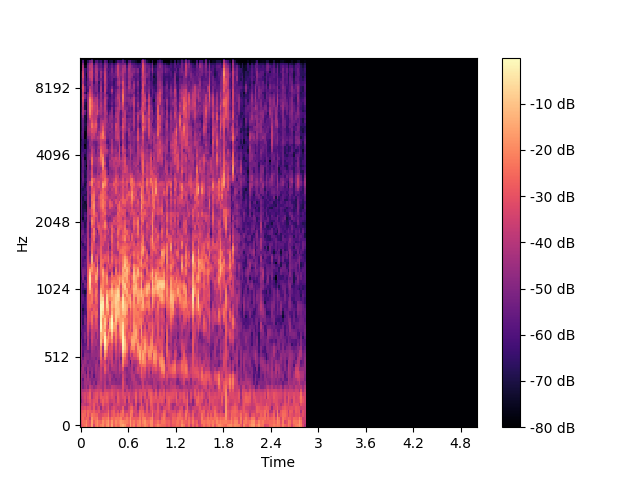 Hz
8192
4096
2048
1024
512
0
0 0.6 1.2 1.8 2.4 3 3.6 4.2 4.8
Time
-10 dB
-20 dB
-30 dB
-40 dB
-50 dB
-60 dB
-70 dB
-80 dB